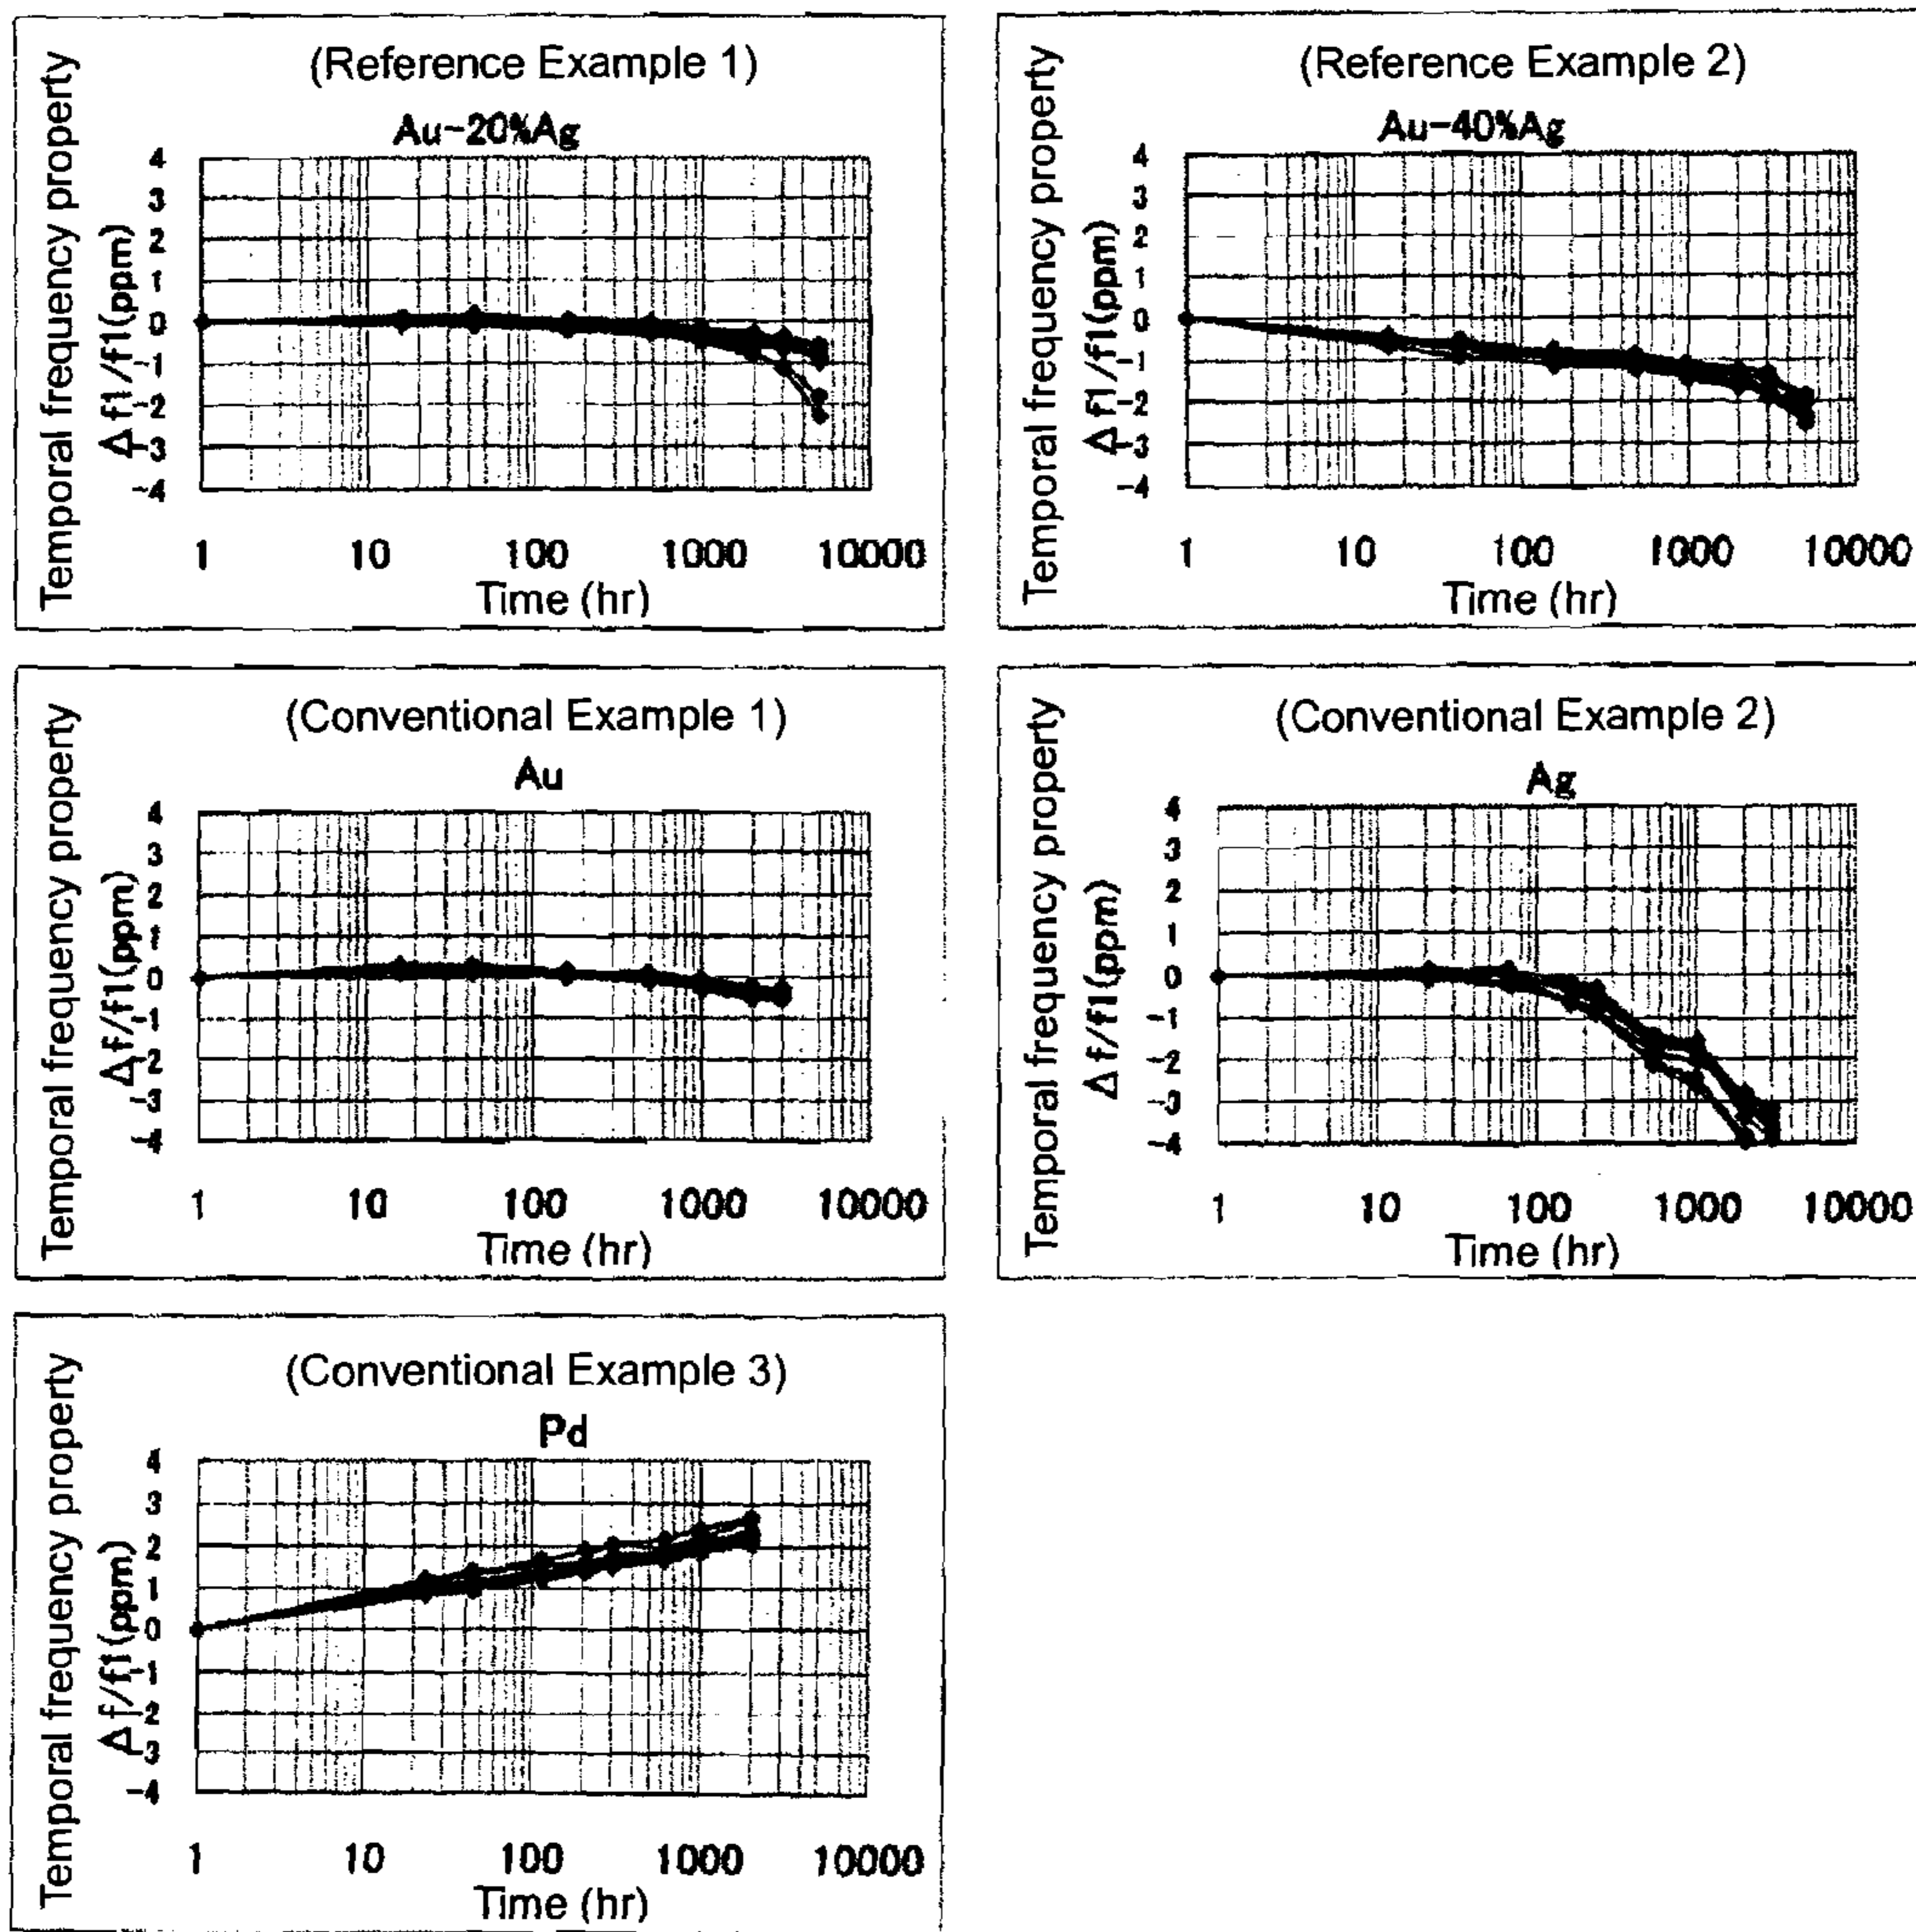 (Reference Example 1)
Au-20%Ag
Temporal frequency property
Δf1/f1(ppm)
4
3
2
1
0
-1
-2
-3
-4
1 10 100 1000 10000
Time (hr)
(Reference Example 2)
Au-40%Ag
Temporal frequency property
Δf1/f1(ppm)
4
3
2
1
0
-1
-2
-3
-4
1 10 100 1000 10000
Time (hr)
(Conventional Example 1)
Au
Temporal frequency property
Δf/f1(ppm)
4
3
2
1
0
-1
-2
-3
-4
1 10 100 1000 10000
Time (hr)
(Conventional Example 2)
Ag
Temporal frequency property
Δf/f1(ppm)
4
3
2
1
0
-1
-2
-3
-4
1 10 100 1000 10000
Time (hr)
(Conventional Example 3)
Pd
Temporal frequency property
Δf/f1(ppm)
4
3
2
1
0
-1
-2
-3
-4
1 10 100 1000 10000
Time (hr)